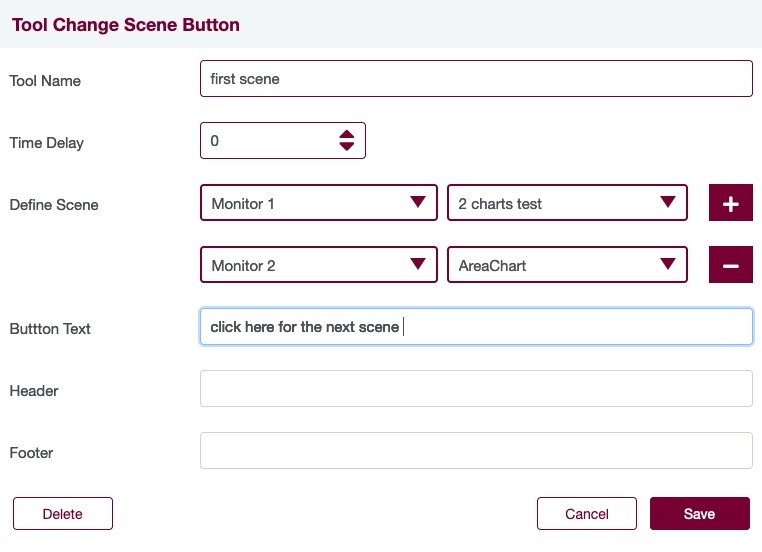 Tool Change Scene Button
Tool Name first scene
Time Delay 0
Define Scene Monitor 1 2 charts test
Monitor 2 AreaChart
Buttton Text click here for the next scene
Header
Footer
Delete Cancel Save